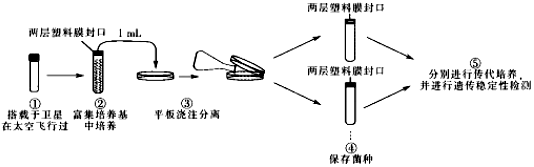 两层塑料膜封口
1 mL
①
搭载于卫星
在太空飞行过
②
富集培养基
中培养
③
平板浇注分离
两层塑料膜封口
两层塑料膜封口
④
保存菌种
⑤
分别进行传代培养,
并进行遗传稳定性检测